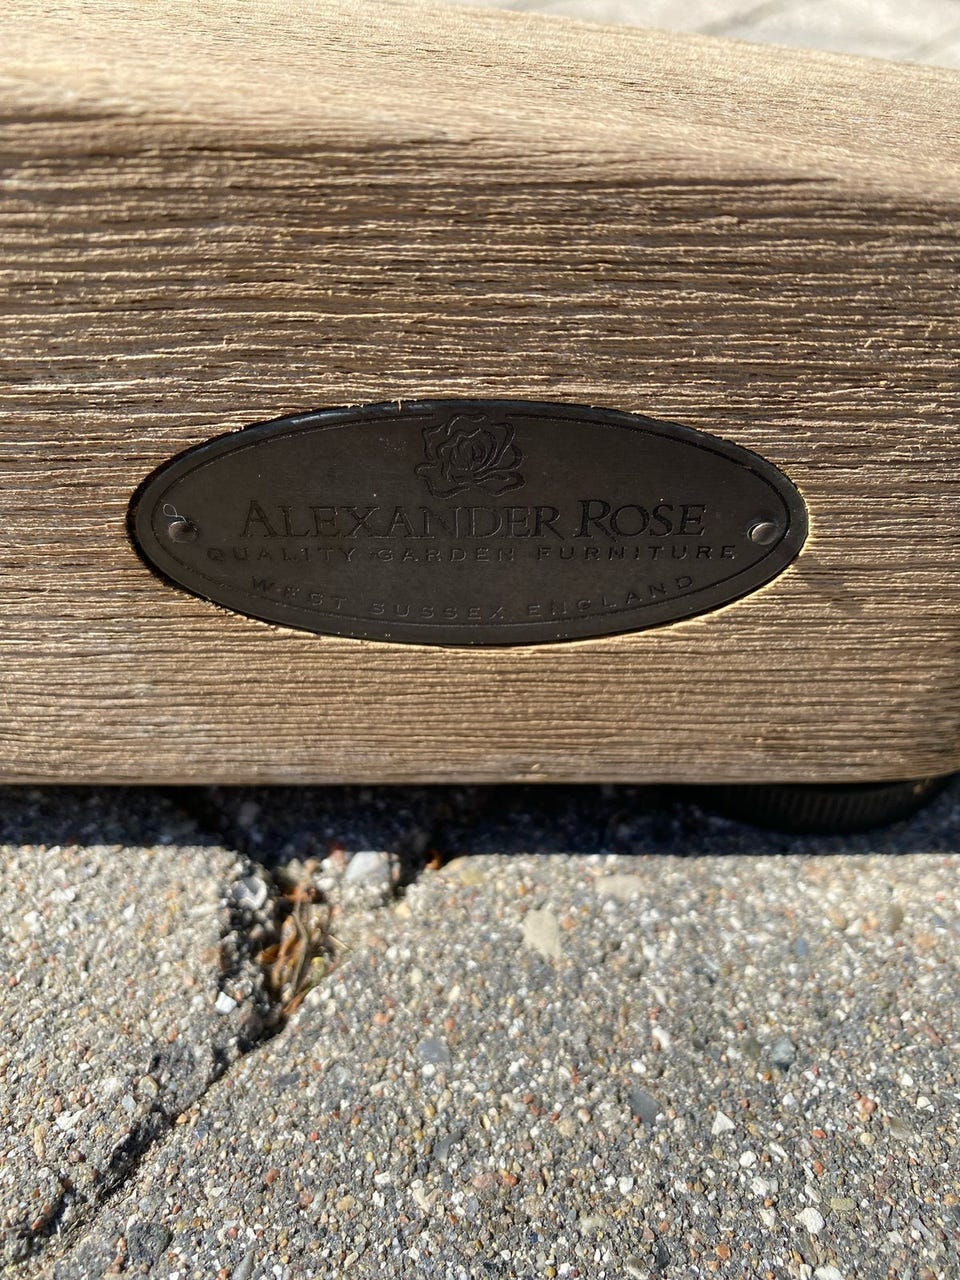 ALEXANDER ROSE
QUALITY GARDEN FURNITURE
WEST SUSSEX ENGLAND